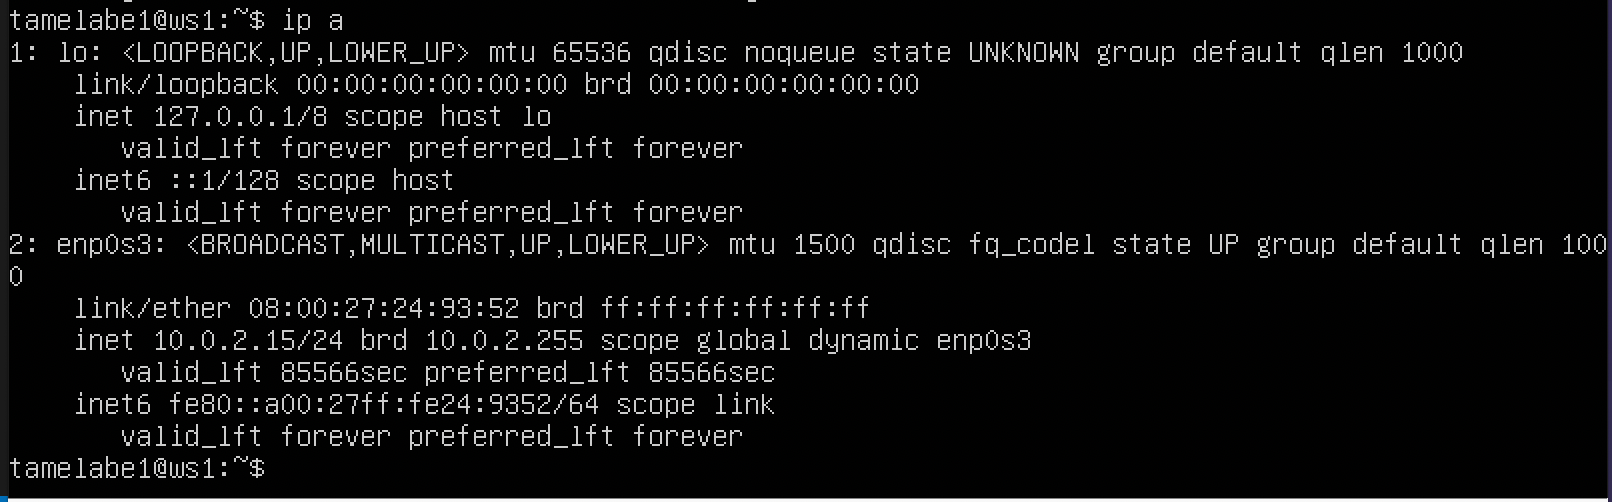 tamelabe1@ws1:~$ ip a
1: lo: <LOOPBACK,UP,LOWER_UP> mtu 65536 qdisc noqueue state UNKNOWN group default qlen 1000
    link/loopback 00:00:00:00:00:00 brd 00:00:00:00:00:00
    inet 127.0.0.1/8 scope host lo
       valid_lft forever preferred_lft forever
    inet6 ::1/128 scope host
       valid_lft forever preferred_lft forever
2: enp0s3: <BROADCAST,MULTICAST,UP,LOWER_UP> mtu 1500 qdisc fq_codel state UP group default qlen 100
0
    link/ether 08:00:27:24:93:52 brd ff:ff:ff:ff:ff:ff
    inet 10.0.2.15/24 brd 10.0.2.255 scope global dynamic enp0s3
       valid_lft 85566sec preferred_lft 85566sec
    inet6 fe80::a00:27ff:fe24:9352/64 scope link
       valid_lft forever preferred_lft forever
tamelabe1@ws1:~$